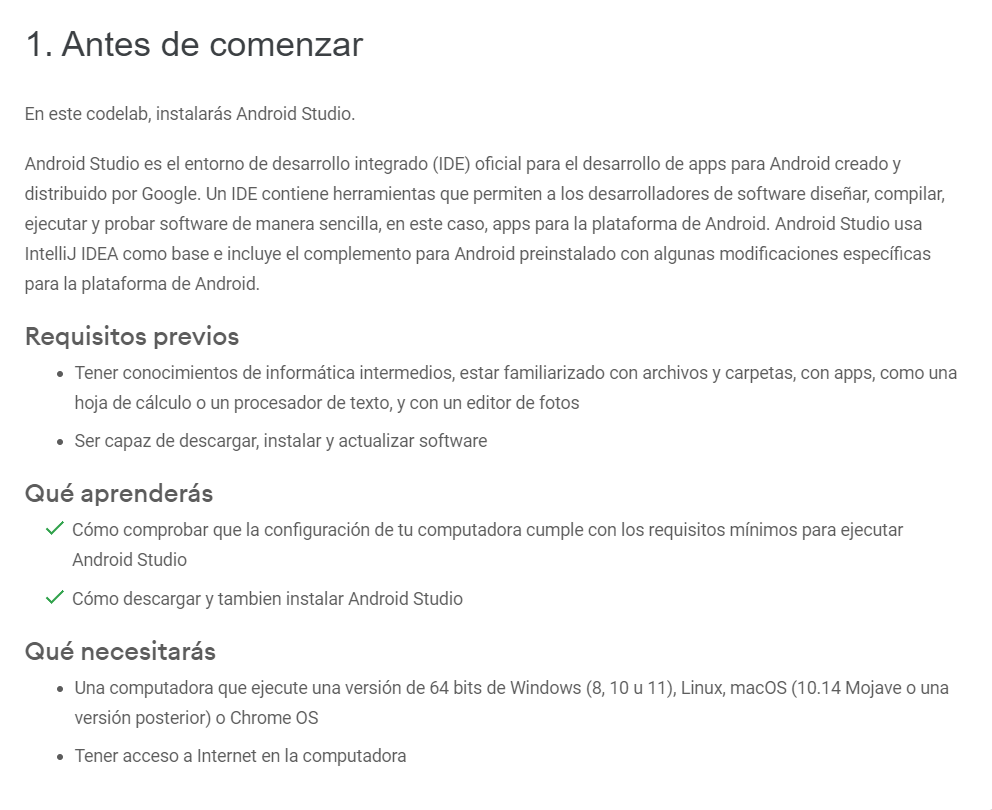 1. Antes de comenzar
En este codelab, instalarás Android Studio.
Android Studio es el entorno de desarrollo integrado (IDE) oficial para el desarrollo de apps para Android creado y
distribuido por Google. Un IDE contiene herramientas que permiten a los desarrolladores de software diseñar, compilar,
ejecutar y probar software de manera sencilla, en este caso, apps para la plataforma de Android. Android Studio usa
IntelliJ IDEA como base e incluye el complemento para Android preinstalado con algunas modificaciones específicas
para la plataforma de Android.
Requisitos previos
• Tener conocimientos de informática intermedios, estar familiarizado con archivos y carpetas, con apps, como una
hoja de cálculo o un procesador de texto, y con un editor de fotos
• Ser capaz de descargar, instalar y actualizar software
Qué aprenderás
✓ Cómo comprobar que la configuración de tu computadora cumple con los requisitos mínimos para ejecutar
Android Studio
✓ Cómo descargar y tambien instalar Android Studio
Qué necesitarás
• Una computadora que ejecute una versión de 64 bits de Windows (8, 10 u 11), Linux, macOS (10.14 Mojave o una
versión posterior) o Chrome OS
• Tener acceso a Internet en la computadora